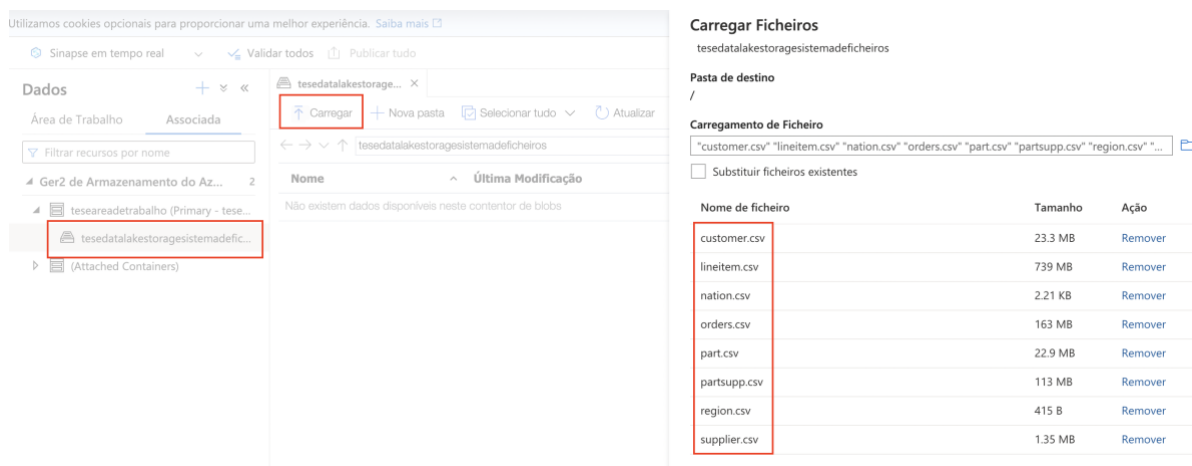 Utilizamos cookies opcionais para proporcionar uma melhor experiência. Saiba mais
Sinapse em tempo real
Validar todos
Publicar tudo
Dados
Área de Trabalho
Associada
Filtrar recursos por nome
Ger2 de Armazenamento do Az... 2
teseareadetrabalho (Primary - tese...
tesedatalakestoragesistemadefic...
(Attached Containers)
tesedatalakestorage...
Carregar
Nova pasta
Selecionar tudo
Atualizar
tesedatalakestoragesistemadeficheiros
Nome
Última Modificação
Não existem dados disponíveis neste contentor de blobs
Carregar Ficheiros
tesedatalakestoragesistemadeficheiros
Pasta de destino
/
Carregamento de Ficheiro
"customer.csv" "lineitem.csv" "nation.csv" "orders.csv" "part.csv" "partsupp.csv" "region.csv" "...
Substituir ficheiros existentes
Nome de ficheiro Tamanho Ação
customer.csv 23.3 MB Remover
lineitem.csv 739 MB Remover
nation.csv 2.21 KB Remover
orders.csv 163 MB Remover
part.csv 22.9 MB Remover
partsupp.csv 113 MB Remover
region.csv 415 B Remover
supplier.csv 1.35 MB Remover